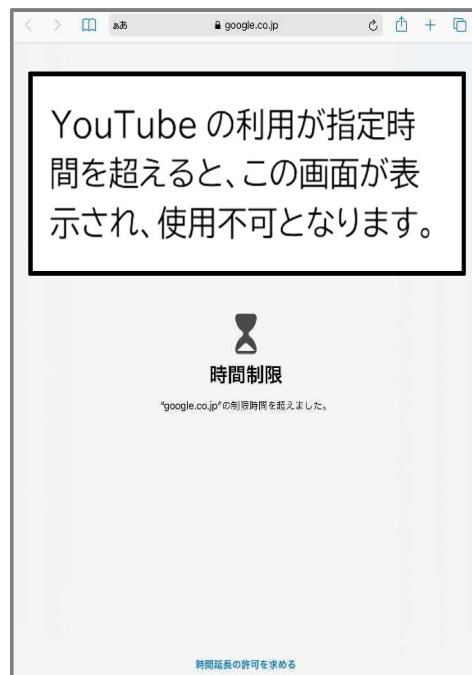 ぁあ google.co.jp
YouTube の利用が指定時
間を超えると、この画面が表
示され、使用不可となります。
時間制限
"google.co.jp"の制限時間を超えました。
時間延長の許可を求める